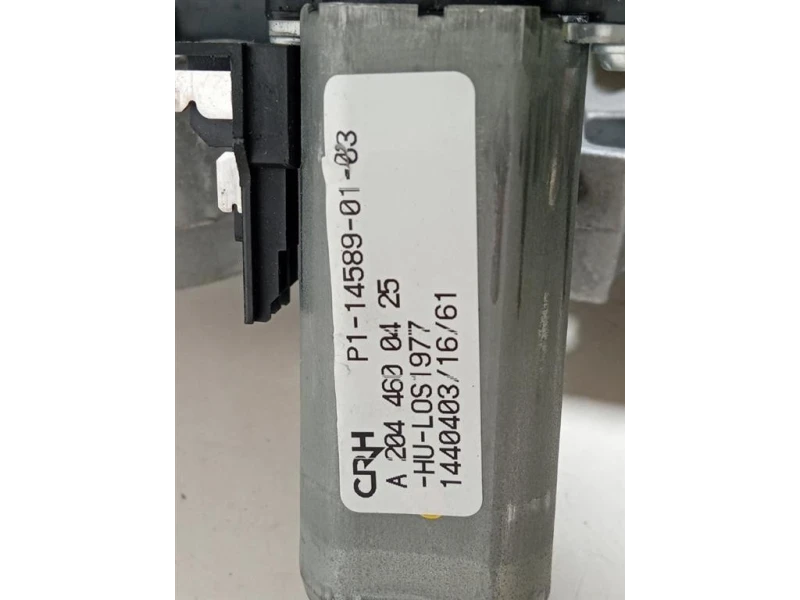 P1-14589-01-03
CRH
A 204 460 04 25
-HU-LOS1977
1440403/16/61